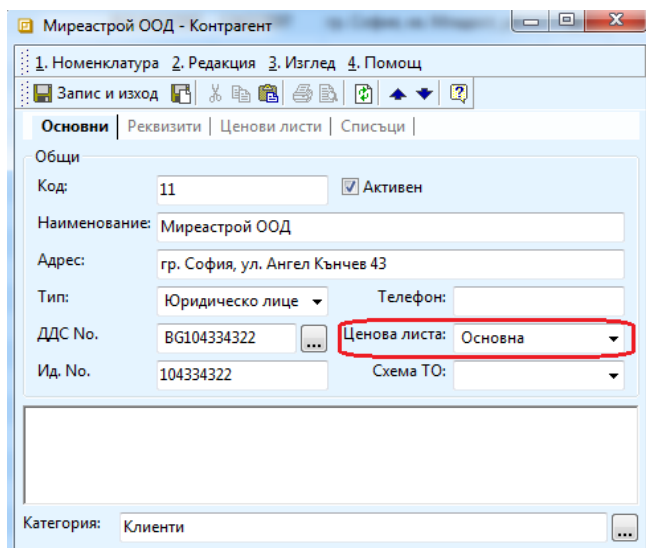 Миреастрой ООД - Контрагент
1. Номенклатура 2. Редакция 3. Изглед 4. Помощ
Запис и изход
Основни Реквизити Ценови листи Списъци
Общи
Код: 11 Активен
Наименование: Миреастрой ООД
Адрес: гр. София, ул. Ангел Кънчев 43
Тип: Юридическо лице Телефон:
ДДС No. BG104334322 ... Ценова листа: Основна
Ид. No. 104334322 Схема ТО:
Категория: Клиенти ...